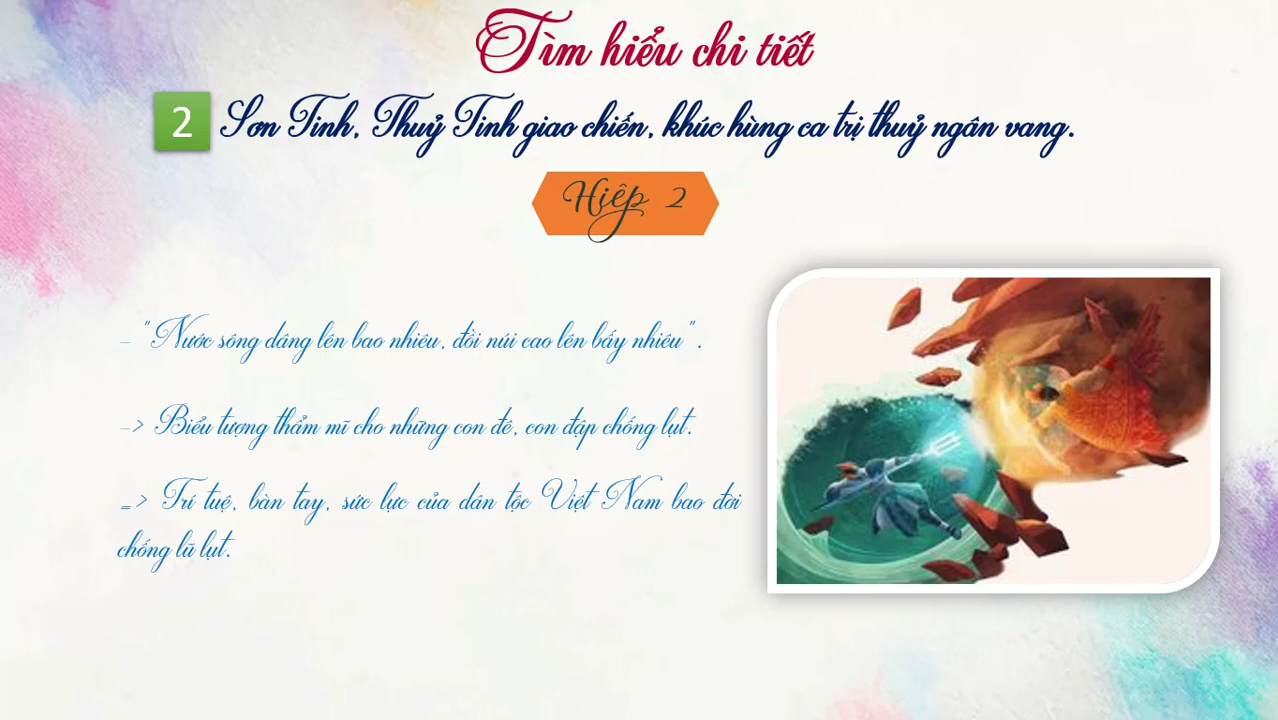 Tìm hiểu chi tiết
2 Sơn Tinh, Thuỷ Tinh giao chiến, khúc hùng ca trị thuỷ ngân vang.
Hiệp 2
- "Nước sông dâng lên bao nhiêu, đồi núi cao lên bấy nhiêu".
-> Biểu tượng thẩm mĩ cho những con đê, con đập chống lụt.
=> Trí tuệ, bàn tay, sức lực của dân tộc Việt Nam bao đời
chống lũ lụt.